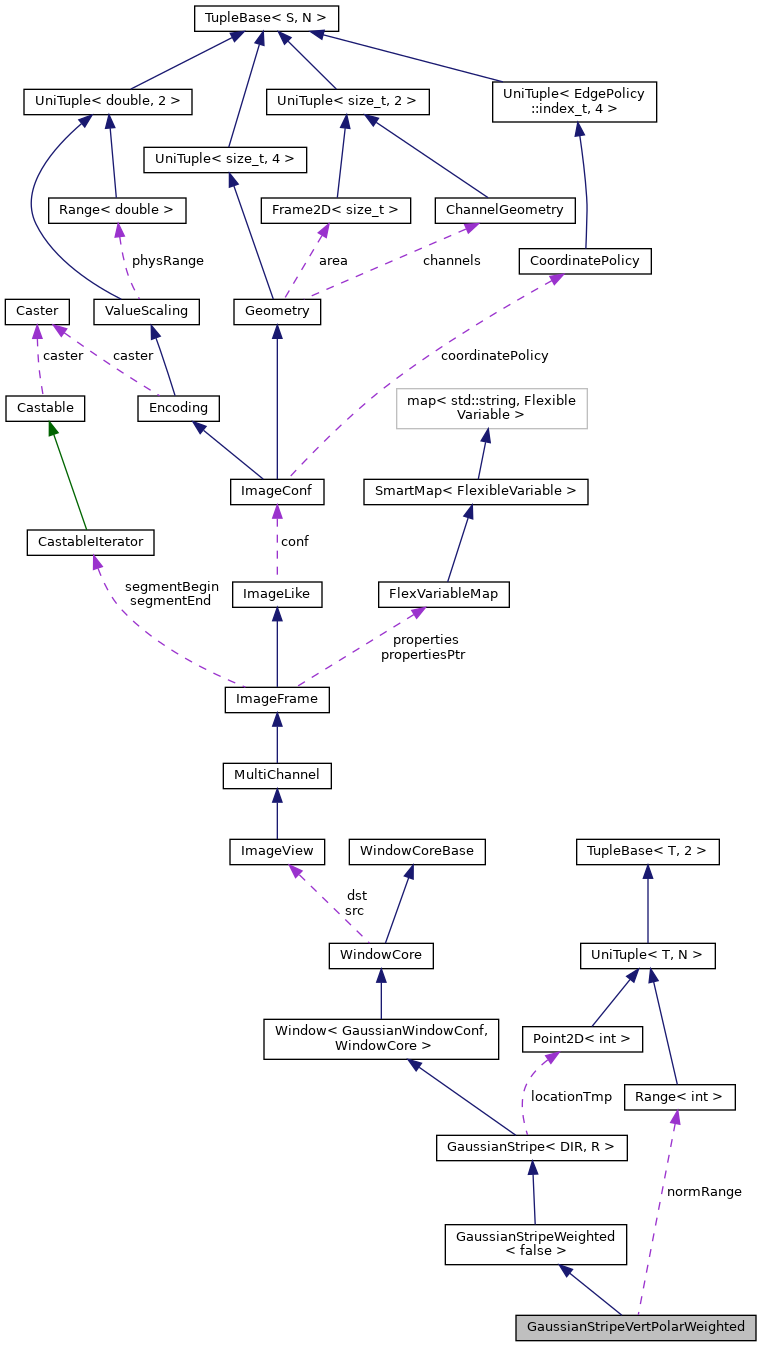 TupleBase< S, N >
UniTuple< double, 2 >
UniTuple< size_t, 2 >
UniTuple< EdgePolicy
::index_t, 4 >
UniTuple< size_t, 4 >
Range< double >
Frame2D< size_t >
ChannelGeometry
physRange
area
channels
CoordinatePolicy
Caster
ValueScaling
Geometry
caster
caster
coordinatePolicy
Castable
Encoding
map< std::string, Flexible
Variable >
ImageConf
SmartMap< FlexibleVariable >
CastableIterator
conf
segmentBegin
segmentEnd
ImageLike
FlexVariableMap
properties
propertiesPtr
ImageFrame
MultiChannel
ImageView
WindowCoreBase
TupleBase< T, 2 >
dst
src
WindowCore
UniTuple< T, N >
Window< GaussianWindowConf,
WindowCore >
Point2D< int >
locationTmp
Range< int >
GaussianStripe< DIR, R >
normRange
GaussianStripeWeighted
< false >
GaussianStripeVertPolarWeighted